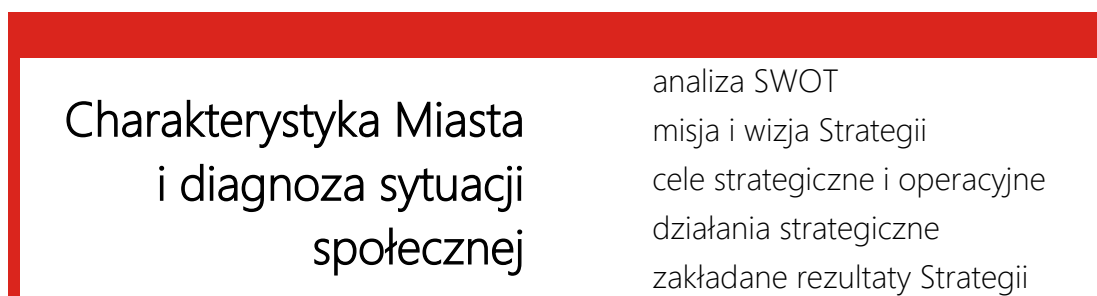 Charakterystyka Miasta
i diagnoza sytuacji
społecznej
analiza SWOT
misja i wizja Strategii
cele strategiczne i operacyjne
działania strategiczne
zakładane rezultaty Strategii